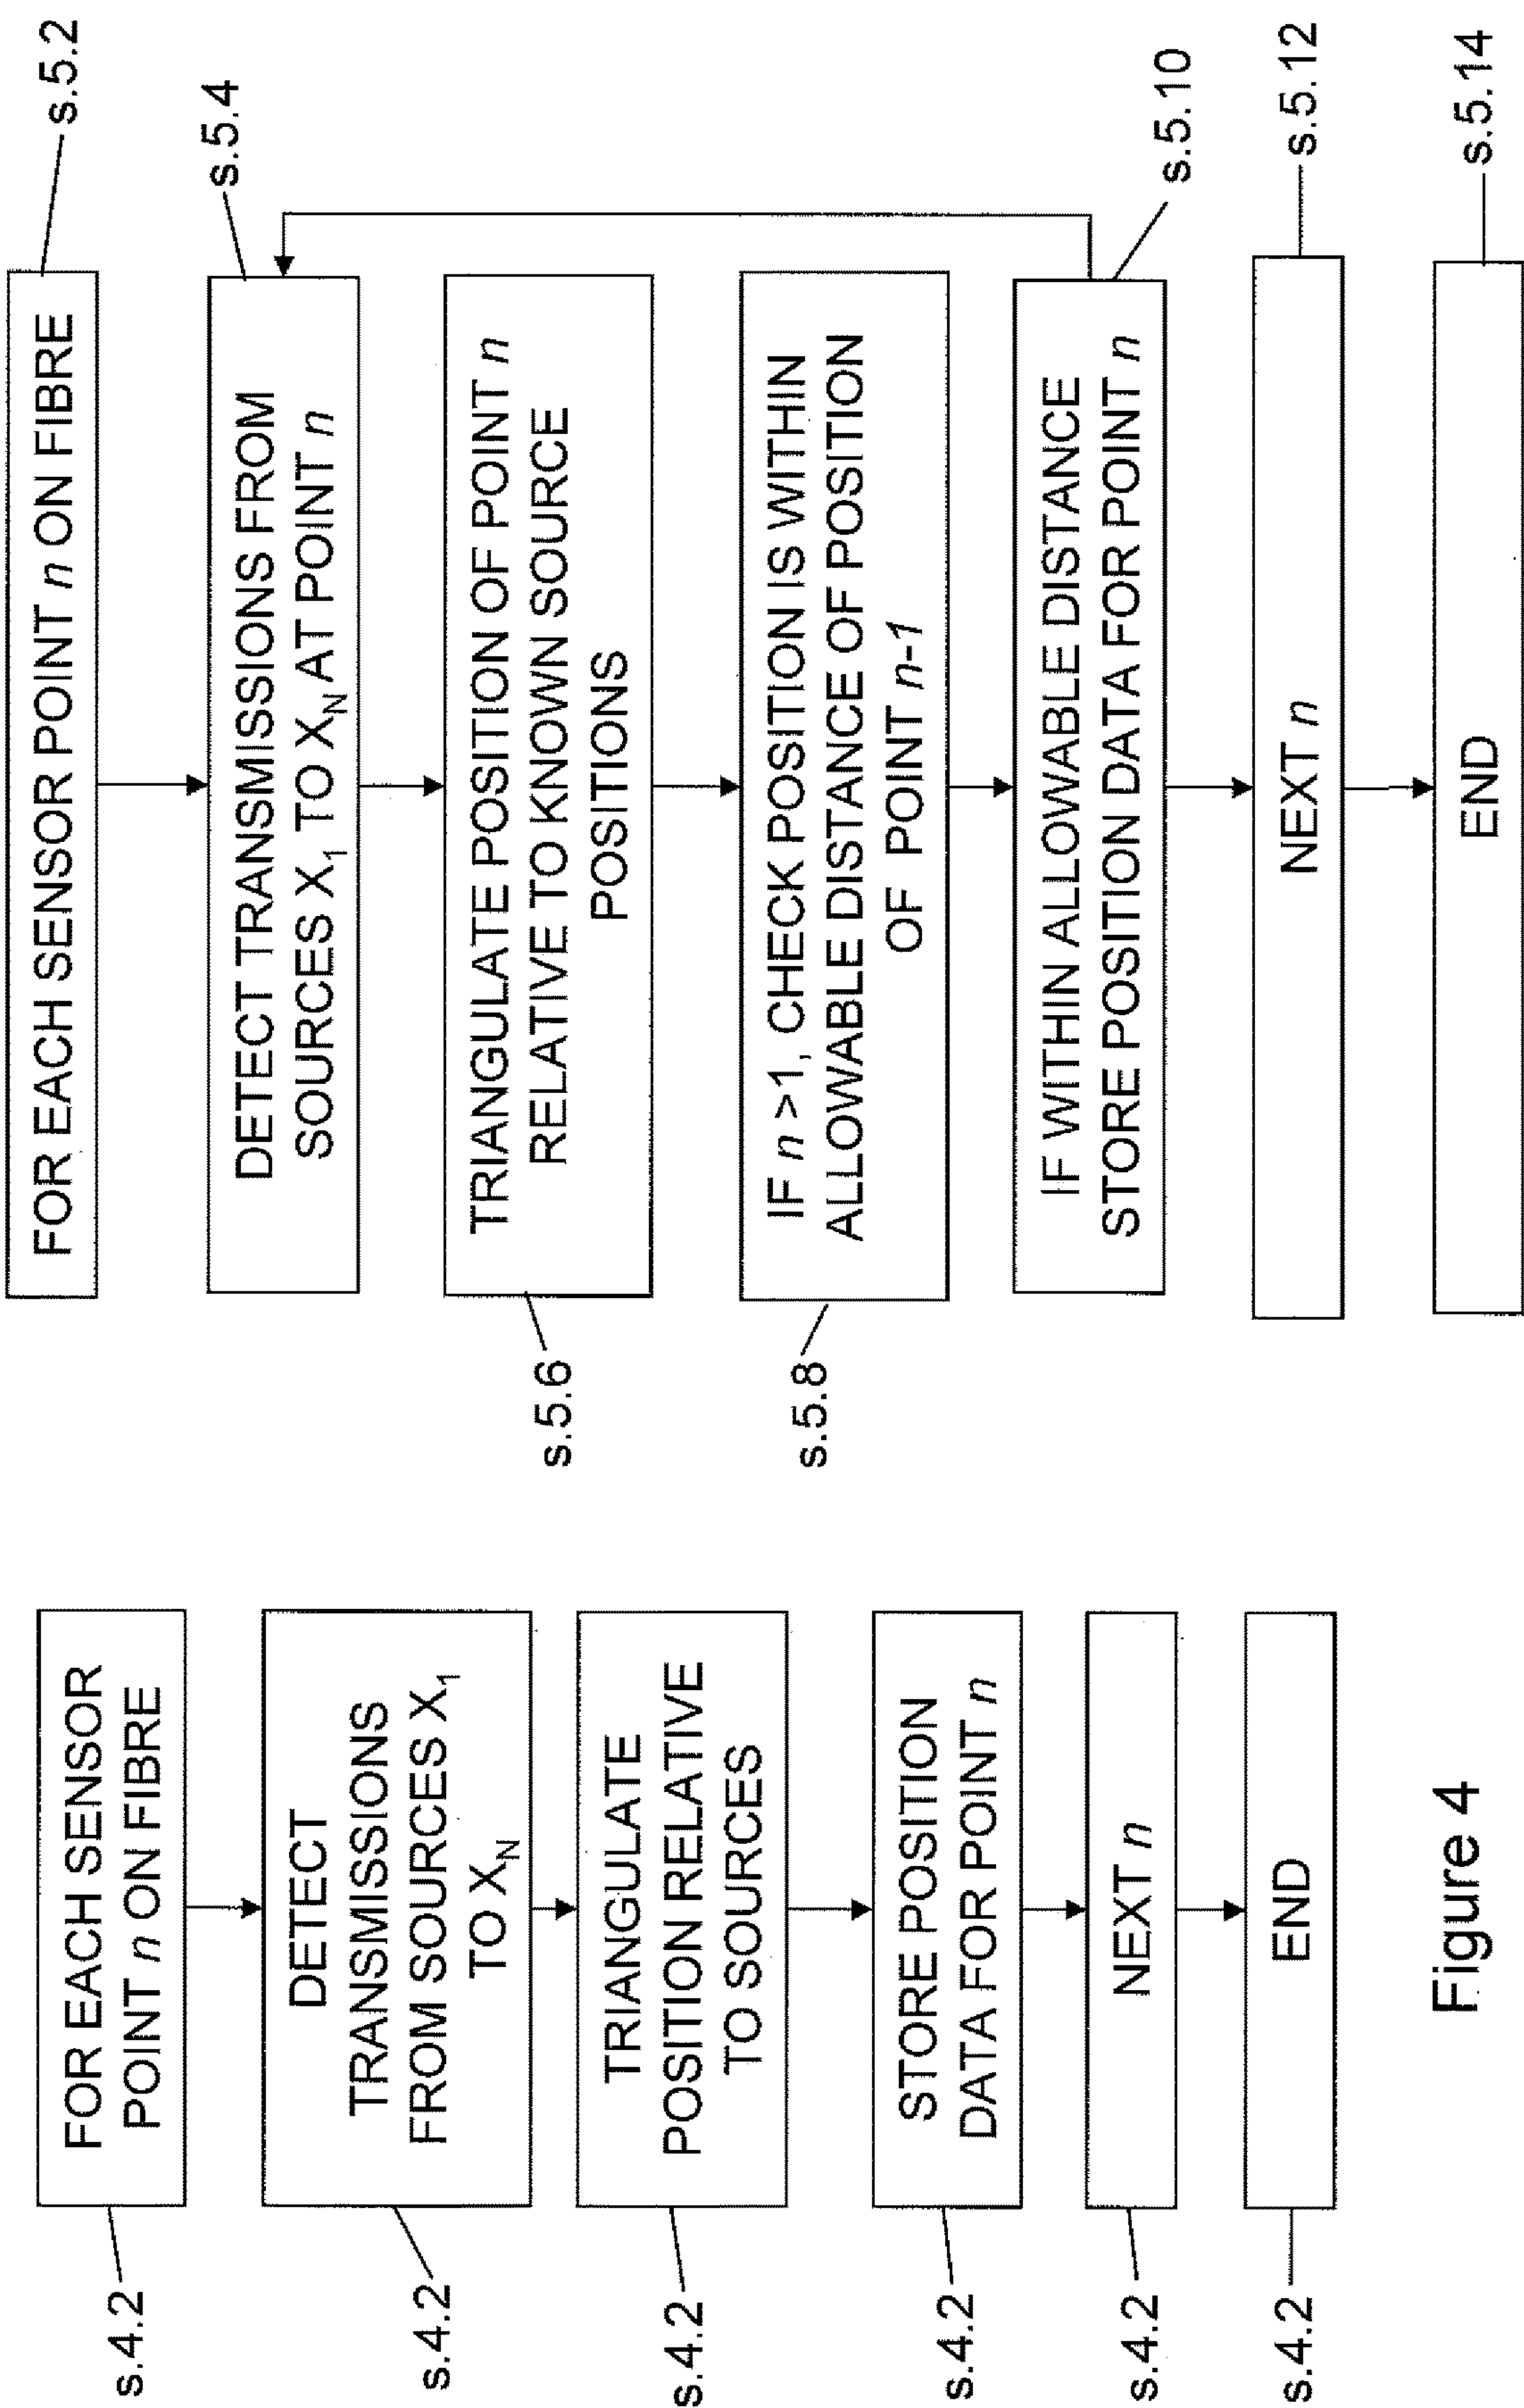 FOR EACH SENSOR
POINT n ON FIBRE
s.4.2
DETECT
TRANSMISSIONS
FROM SOURCES X₁
TO X_N
s.4.2
TRIANGULATE
POSITION RELATIVE
TO SOURCES
s.4.2
STORE POSITION
DATA FOR POINT n
s.4.2
NEXT n
s.4.2
END
s.4.2
Figure 4
FOR EACH SENSOR POINT n ON FIBRE
s.5.2
DETECT TRANSMISSIONS FROM
SOURCES X₁ TO X_N AT POINT n
s.5.4
TRIANGULATE POSITION OF POINT n
RELATIVE TO KNOWN SOURCE
POSITIONS
s.5.6
IF n >1, CHECK POSITION IS WITHIN
ALLOWABLE DISTANCE OF POSITION
OF POINT n-1
s.5.8
IF WITHIN ALLOWABLE DISTANCE
STORE POSITION DATA FOR POINT n
s.5.10
NEXT n
s.5.12
END
s.5.14